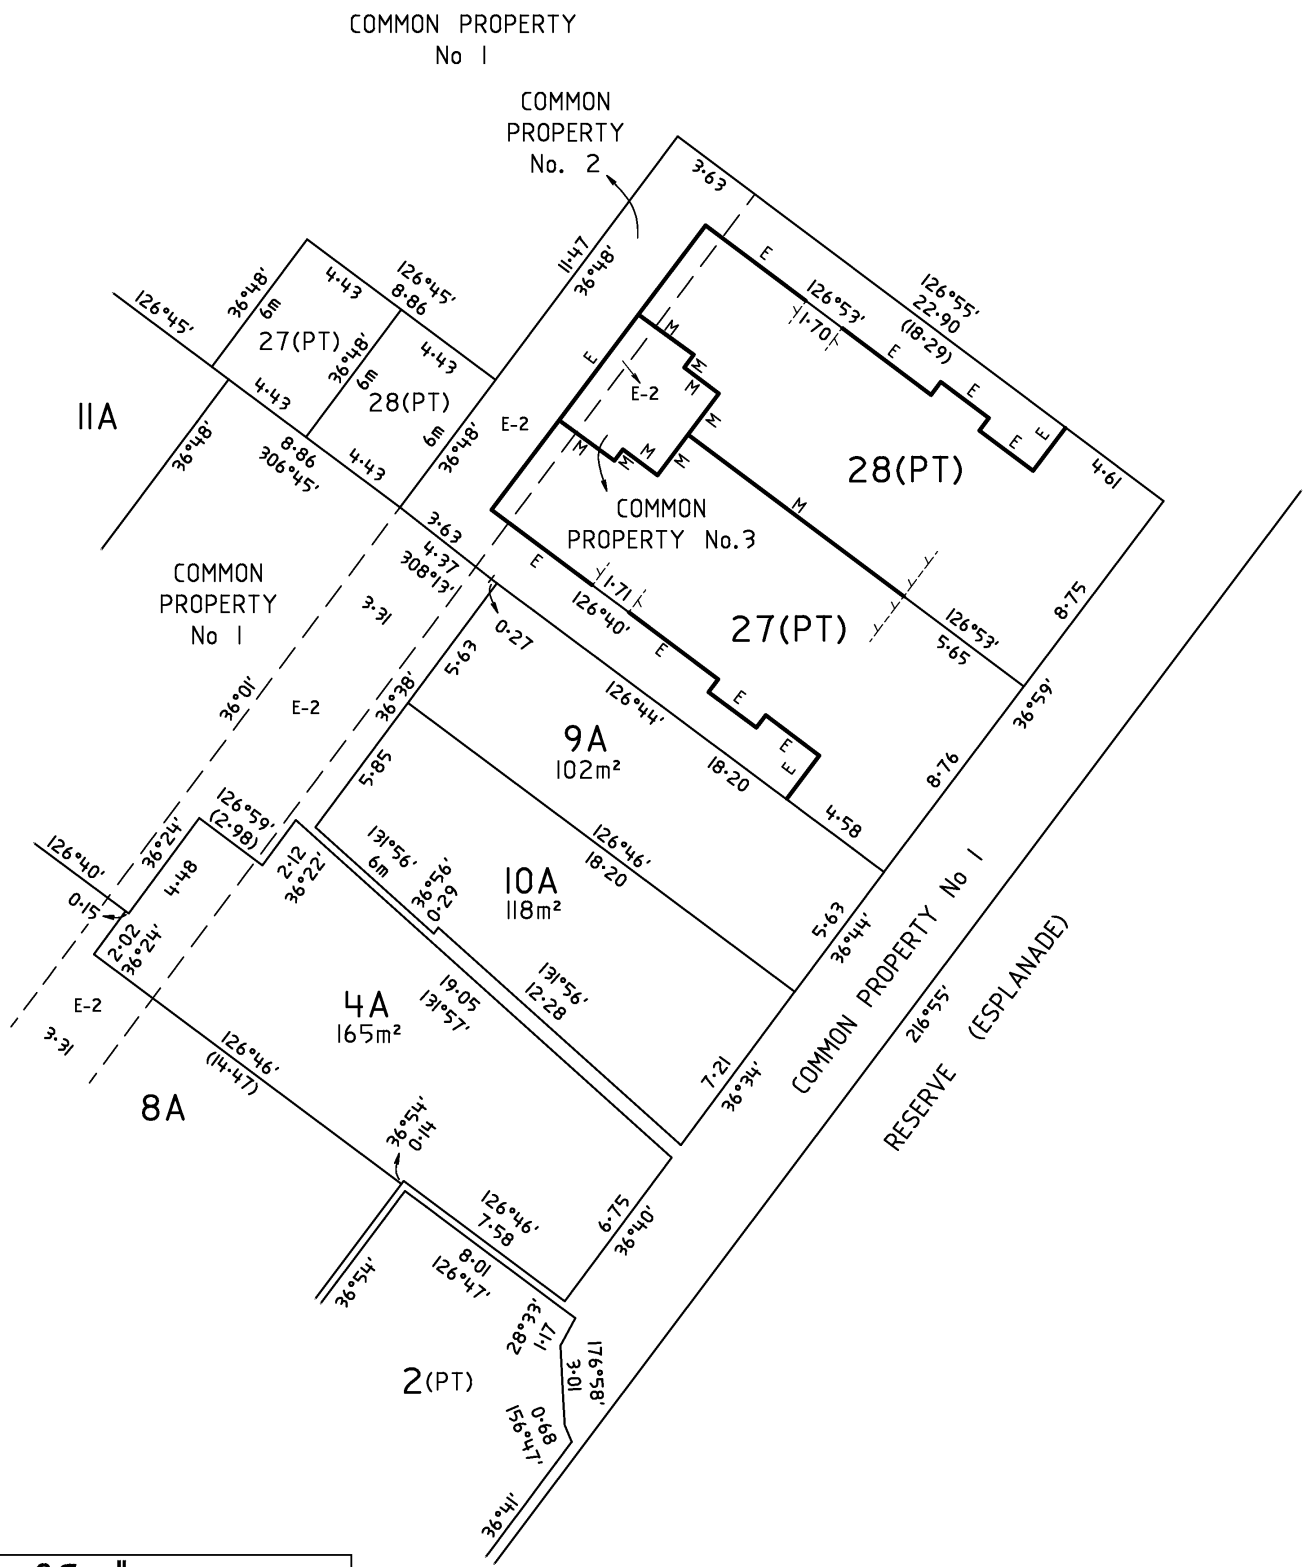 COMMON PROPERTY
No 1
COMMON
PROPERTY
No. 2
3·63
11·47
36°48'
E
126°55'
22·90
(18·29)
126°53'
1·70
E
E
E
E
4·61
126°45'
36°48'
6m
4·43
126°45'
8·86
27(PT)
36°48'
6m
4·43
28(PT)
4·43
6m
36°48'
8·86
306°45'
4·43
11A
36°48'
E-2
E
M
M
M
M
E-2
M
M
M
M
M
28(PT)
COMMON
PROPERTY No.3
27(PT)
126°53'
5·65
8·75
36°59'
8·76
3·63
4·37
308°13'
E
1·71
126°40'
E
E
E
E
COMMON
PROPERTY
No 1
3·31
0·27
5·63
36°38'
126°44'
18·20
4·58
36°01'
E-2
9A
102m²
5·85
126°46'
18·20
126°59'
(2·98)
36°24'
4·48
2·12
36°22'
131°56'
6m
36°56'
0·29
10A
118m²
5·63
36°44'
126°40'
0·15
2·02
36°24'
19·05
131°57'
131°56'
12·28
4A
165m²
E-2
3·31
126°46'
(14·47)
8A
7·21
36°34'
COMMON PROPERTY No 1
RESERVE (ESPLANADE)
216°55'
36°54'
0·14
126°46'
7·58
6·75
36°40'
8·01
126°47'
36°54'
28°33'
1·17
176°58'
3·01
2(PT)
0·68
156°47'
36°41'